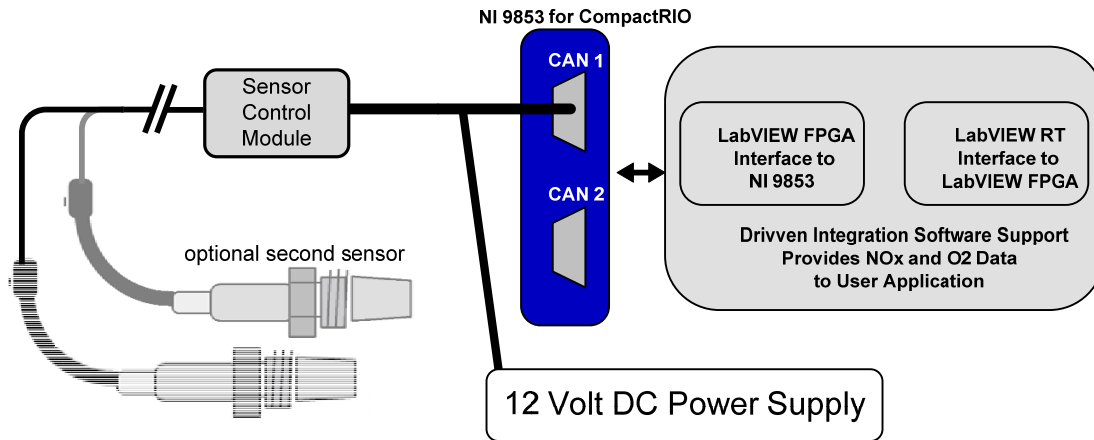 NI 9853 for CompactRIO
CAN 1
Sensor
Control
Module
LabVIEW FPGA
Interface to
NI 9853
LabVIEW RT
Interface to
LabVIEW FPGA
CAN 2
Drivven Integration Software Support
Provides NOx and O2 Data
to User Application
optional second sensor
12 Volt DC Power Supply